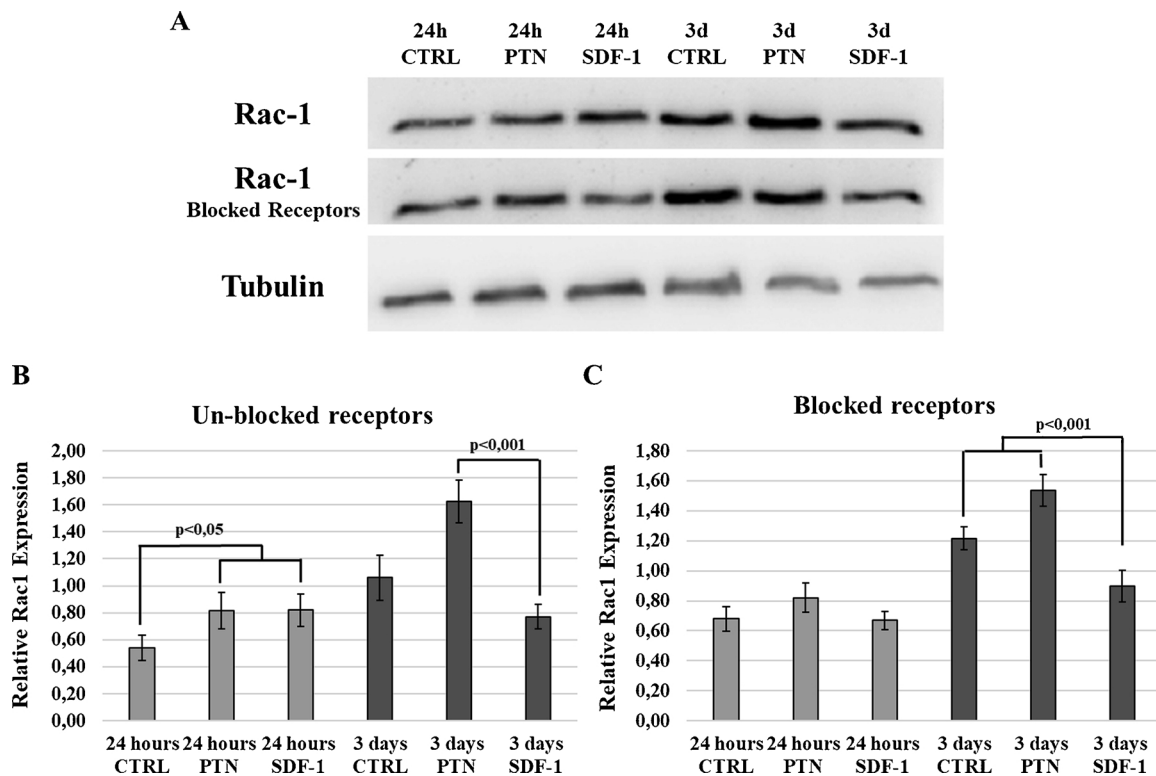 A
24h 24h 24h 3d 3d 3d
CTRL PTN SDF-1 CTRL PTN SDF-1
Rac-1
Rac-1
Blocked Receptors
Tubulin
B
Un-blocked receptors
Relative Rac1 Expression
2,00
1,80
1,60
1,40
1,20
1,00
0,80
0,60
0,40
0,20
0,00
p<0,05
p<0,001
24 hours 24 hours 24 hours 3 days 3 days 3 days
CTRL PTN SDF-1 CTRL PTN SDF-1
C
Blocked receptors
Relative Rac1 Expression
1,80
1,60
1,40
1,20
1,00
0,80
0,60
0,40
0,20
0,00
p<0,001
24 hours 24 hours 24 hours 3 days 3 days 3 days
CTRL PTN SDF-1 CTRL PTN SDF-1